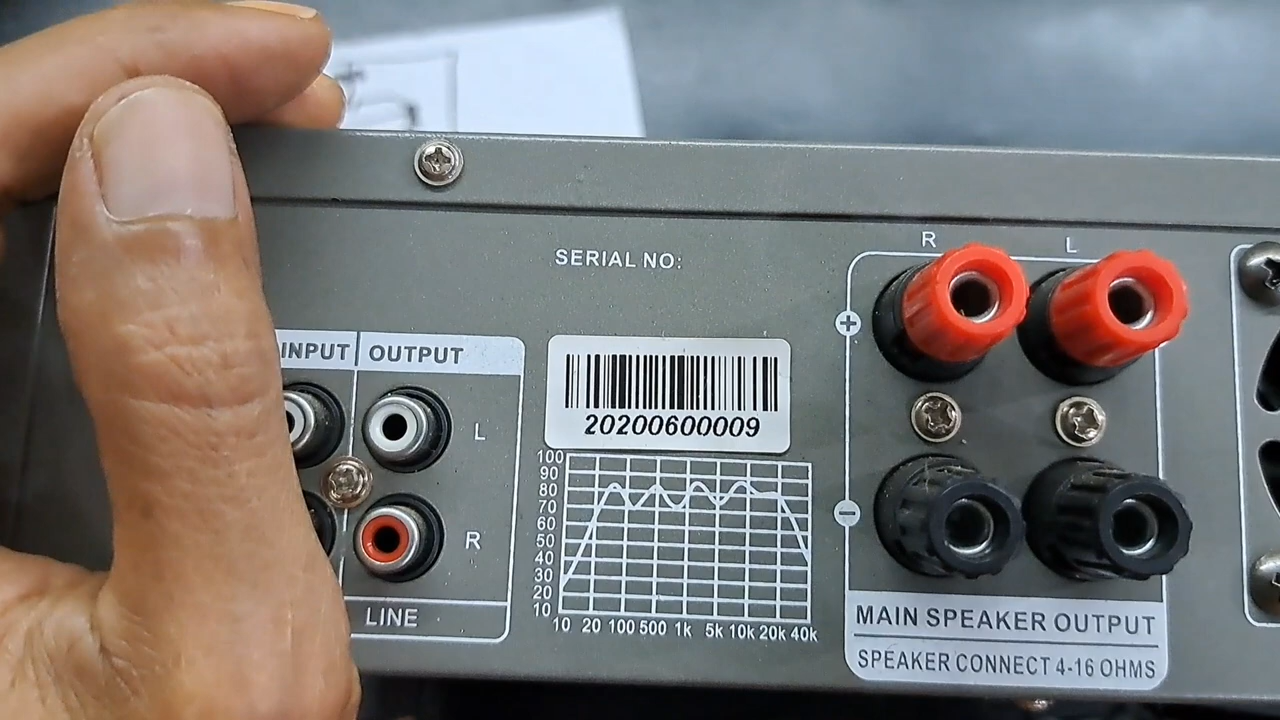 SERIAL NO:
INPUT OUTPUT
L
R
LINE
20200600009
100
90
80
70
60
50
40
30
20
10
10 20 100 500 1k 5k 10k 20k 40k
R L
+
−
MAIN SPEAKER OUTPUT
SPEAKER CONNECT 4-16 OHMS